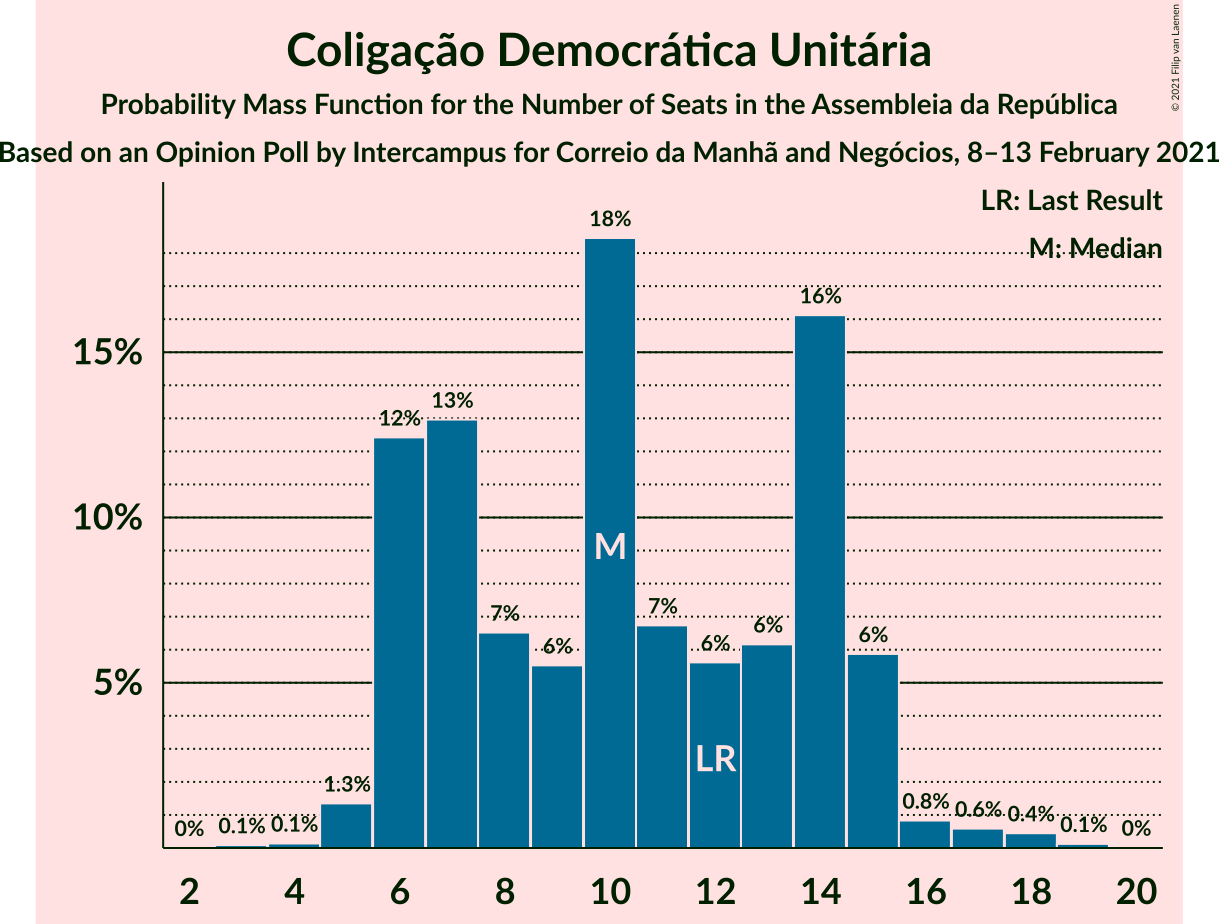 Coligação Democrática Unitária
Probability Mass Function for the Number of Seats in the Assembleia da República
Based on an Opinion Poll by Intercampus for Correio da Manhã and Negócios, 8–13 February 2021
© 2021 Filip van Laenen
LR: Last Result
M: Median
15%
10%
5%
0%
0.1%
0.1%
1.3%
12%
13%
7%
6%
18%
7%
6%
6%
16%
6%
0.8%
0.6%
0.4%
0.1%
0%
M
LR
2 4 6 8 10 12 14 16 18 20